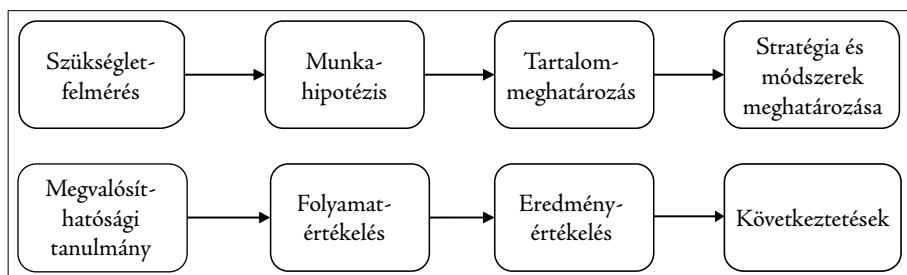 Szükséglet-
felmérés
Munka-
hipotézis
Tartalom-
meghatározás
Stratégia és
módszerek
meghatározása
Megvalósít-
hatósági
tanulmány
Folyamat-
értékelés
Eredmény-
értékelés
Következtetések